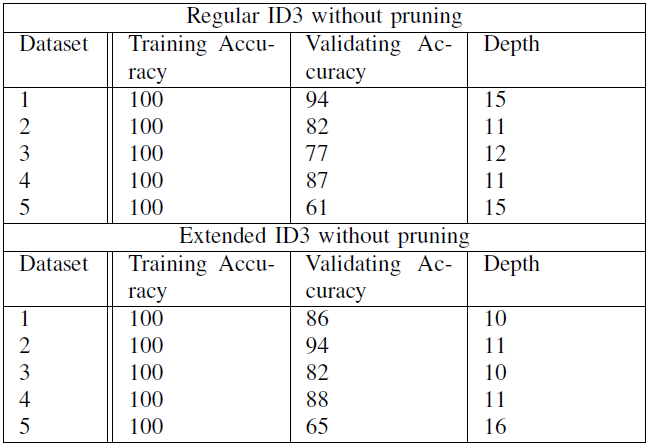 Regular ID3 without pruning
Dataset Training Accu- Validating Ac- Depth
racy curacy
1 100 94 15
2 100 82 11
3 100 77 12
4 100 87 11
5 100 61 15
Extended ID3 without pruning
Dataset Training Accu- Validating Ac- Depth
racy curacy
1 100 86 10
2 100 94 11
3 100 82 10
4 100 88 11
5 100 65 16